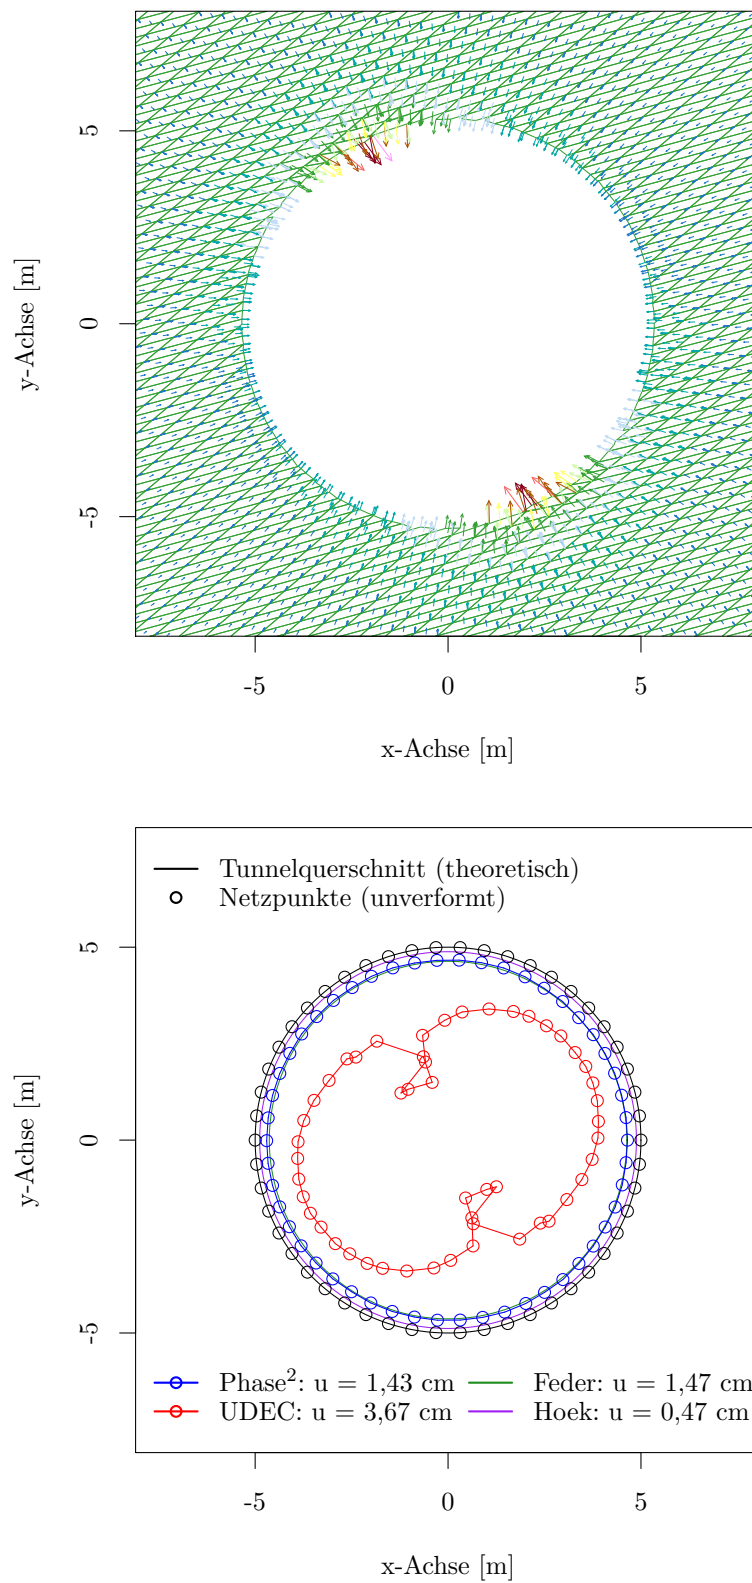 5
0
-5
y-Achse [m]
-5 0 5
x-Achse [m]
Tunnelquerschnitt (theoretisch)
Netzpunkte (unverformt)
5
0
-5
y-Achse [m]
Phase² : u = 1,43 cm Feder: u = 1,47 cm
UDEC: u = 3,67 cm Hoek: u = 0,47 cm
-5 0 5
x-Achse [m]